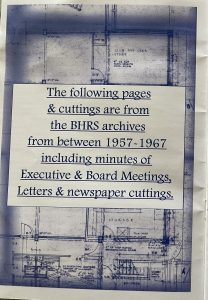 The following pages
& cuttings are from
the BHRS archives
from between 1957-1967
including minutes of
Executive & Board Meetings,
Letters & newspaper cuttings.
STORAGE